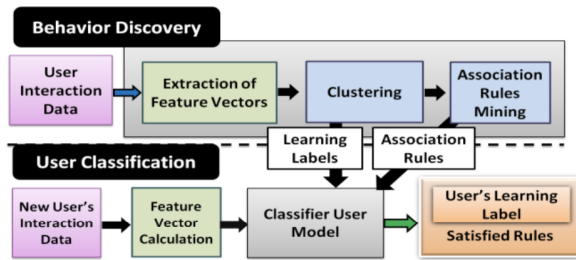 Behavior Discovery
User
Interaction
Data
Extraction of
Feature Vectors
Clustering
Association
Rules
Mining
Learning
Labels
Association
Rules
User Classification
New User's
Interaction
Data
Feature
Vector
Calculation
Classifier User
Model
User's Learning
Label
Satisfied Rules